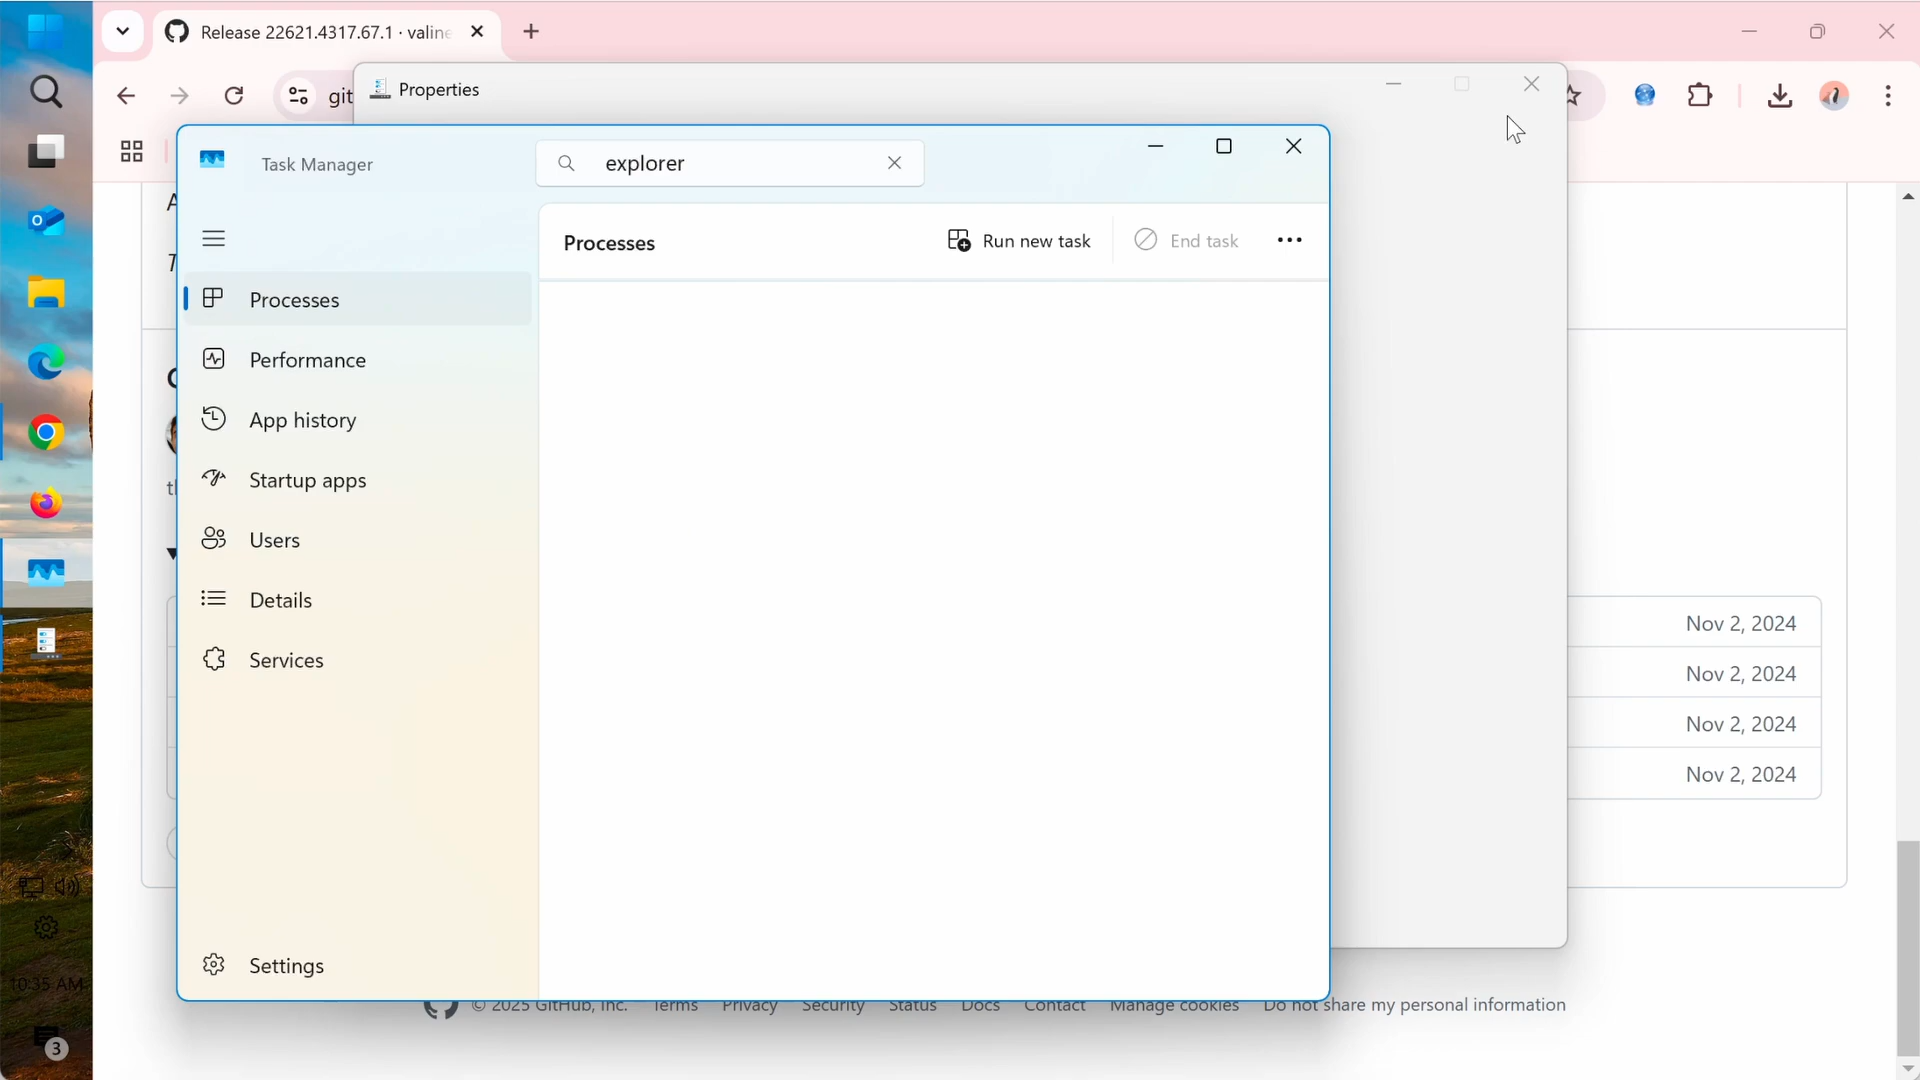 Release 22621.4317.67.1 · valine
git
Properties
Task Manager
explorer
Processes
Run new task
End task
Processes
Performance
App history
Startup apps
Users
Details
Services
Settings
Nov 2, 2024
Nov 2, 2024
Nov 2, 2024
Nov 2, 2024
10:35 AM
3
© 2025 GitHub, Inc. Terms Privacy Security Status Docs Contact Manage cookies Do not share my personal information